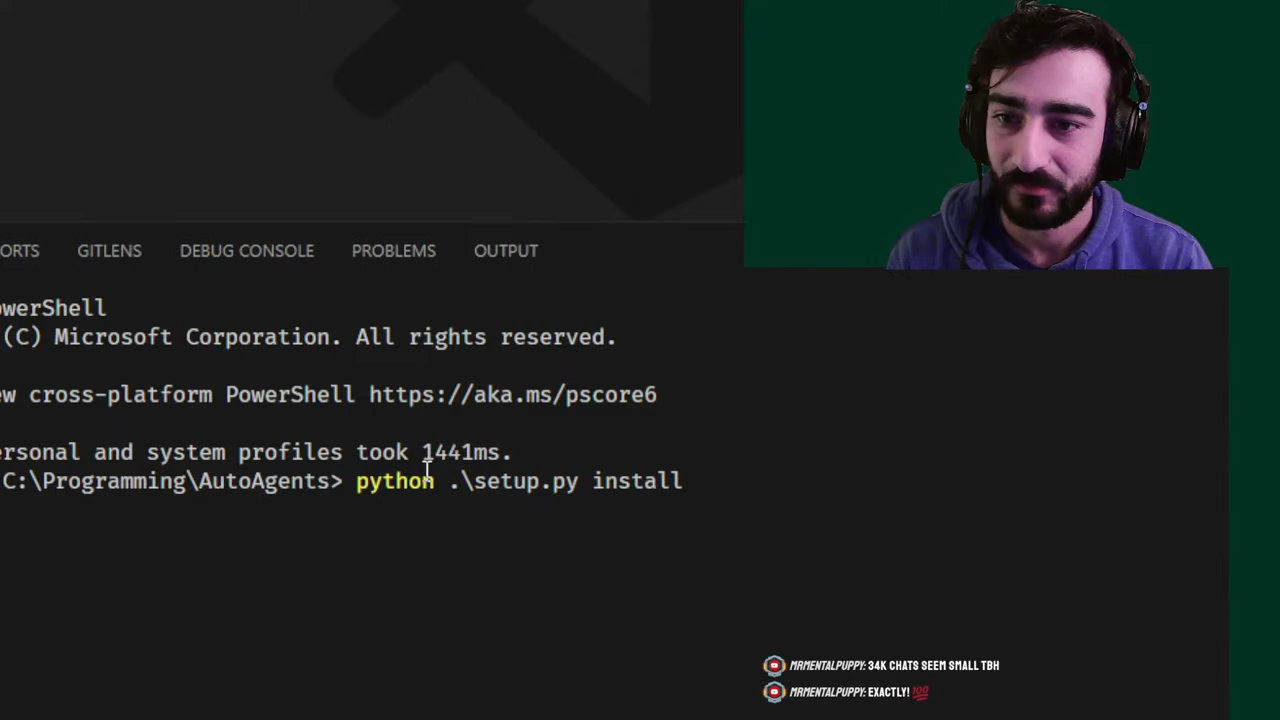 ORTS GITLENS DEBUG CONSOLE PROBLEMS OUTPUT
owerShell
(C) Microsoft Corporation. All rights reserved.
ew cross-platform PowerShell https://aka.ms/pscore6
ersonal and system profiles took 1441ms.
C:\Programming\AutoAgents> python .\setup.py install
MRMENTALPUPPY: 34K CHATS SEEM SMALL TBH
MRMENTALPUPPY: EXACTLY! 💯